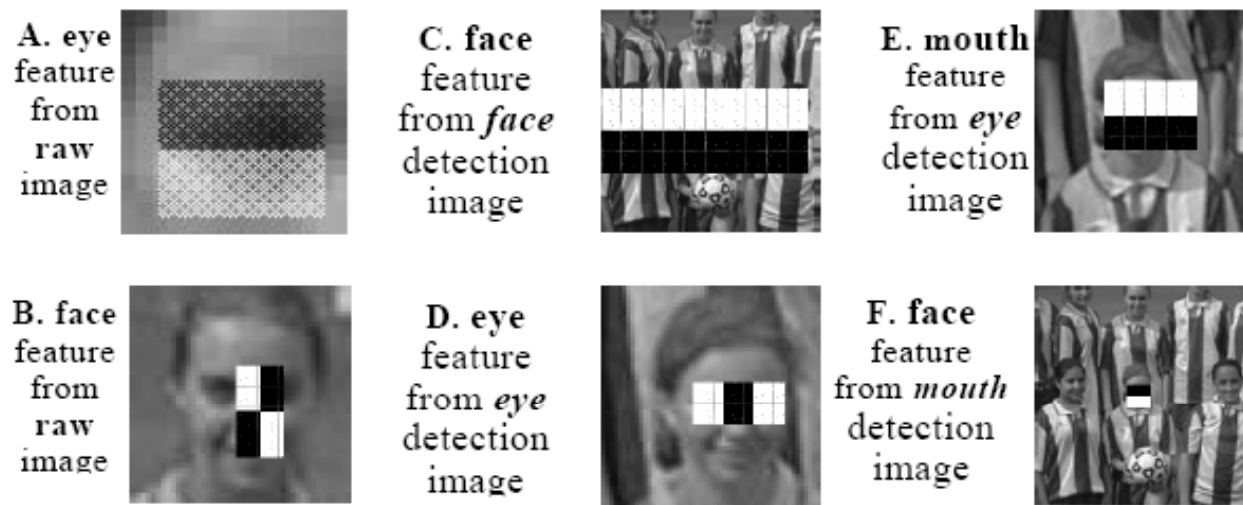 A. eye
feature
from
raw
image
C. face
feature
from face
detection
image
E. mouth
feature
from eye
detection
image
B. face
feature
from
raw
image
D. eye
feature
from eye
detection
image
F. face
feature
from mouth
detection
image